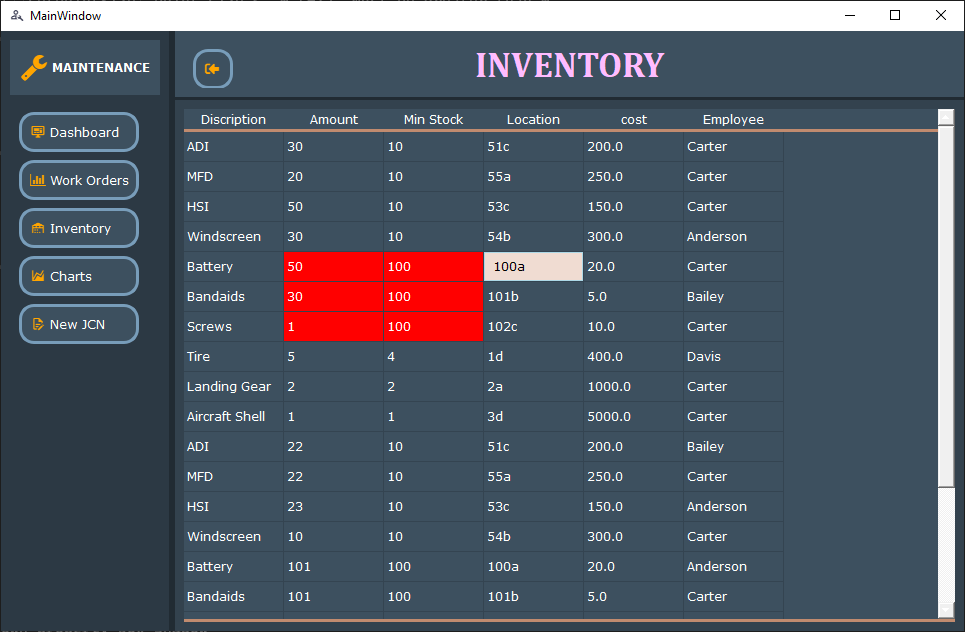 MainWindow
MAINTENANCE
INVENTORY
Dashboard
Work Orders
Inventory
Charts
New JCN
Discription Amount Min Stock Location cost Employee
ADI 30 10 51c 200.0 Carter
MFD 20 10 55a 250.0 Carter
HSI 50 10 53c 150.0 Carter
Windscreen 30 10 54b 300.0 Anderson
Battery 50 100 100a 20.0 Carter
Bandaids 30 100 101b 5.0 Bailey
Screws 1 100 102c 10.0 Carter
Tire 5 4 1d 400.0 Davis
Landing Gear 2 2 2a 1000.0 Carter
Aircraft Shell 1 1 3d 5000.0 Carter
ADI 22 10 51c 200.0 Bailey
MFD 22 10 55a 250.0 Carter
HSI 23 10 53c 150.0 Anderson
Windscreen 10 10 54b 300.0 Carter
Battery 101 100 100a 20.0 Anderson
Bandaids 101 100 101b 5.0 Carter